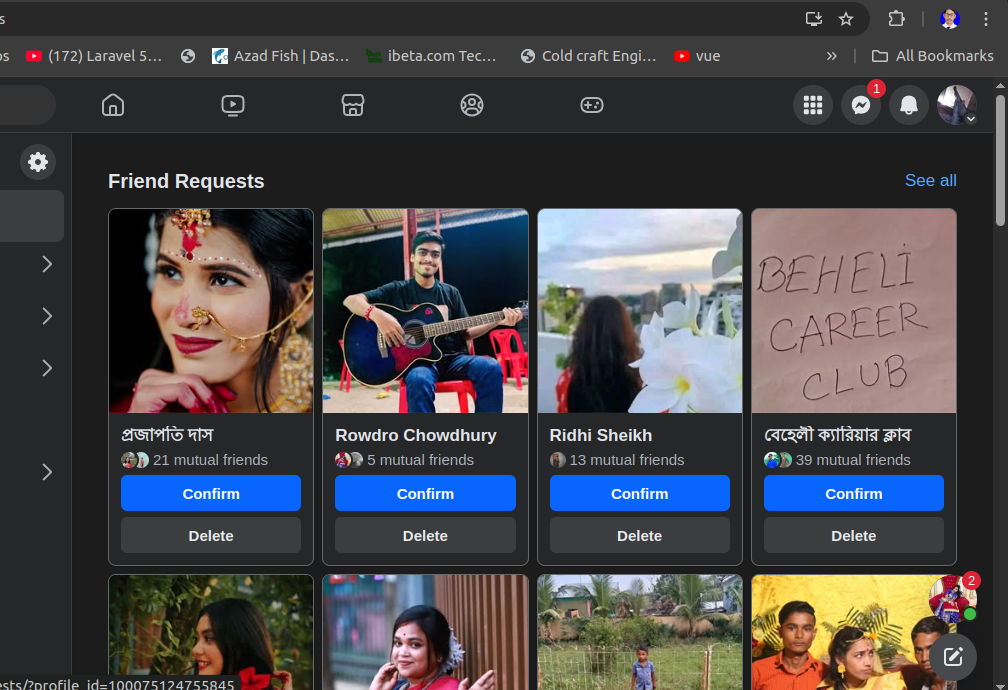 s
os
(172) Laravel 5...
Azad Fish | Das...
ibeta.com Tec...
Cold craft Engi...
vue
»
All Bookmarks
1
Friend Requests
See all
BEHELI
CAREER
CLUB
প্রজাপতি দাস
Rowdro Chowdhury
Ridhi Sheikh
বেহেলী ক্যারিয়ার ক্লাব
21 mutual friends
5 mutual friends
13 mutual friends
39 mutual friends
Confirm
Confirm
Confirm
Confirm
Delete
Delete
Delete
Delete
2
ests/?profile_id=100075124755845